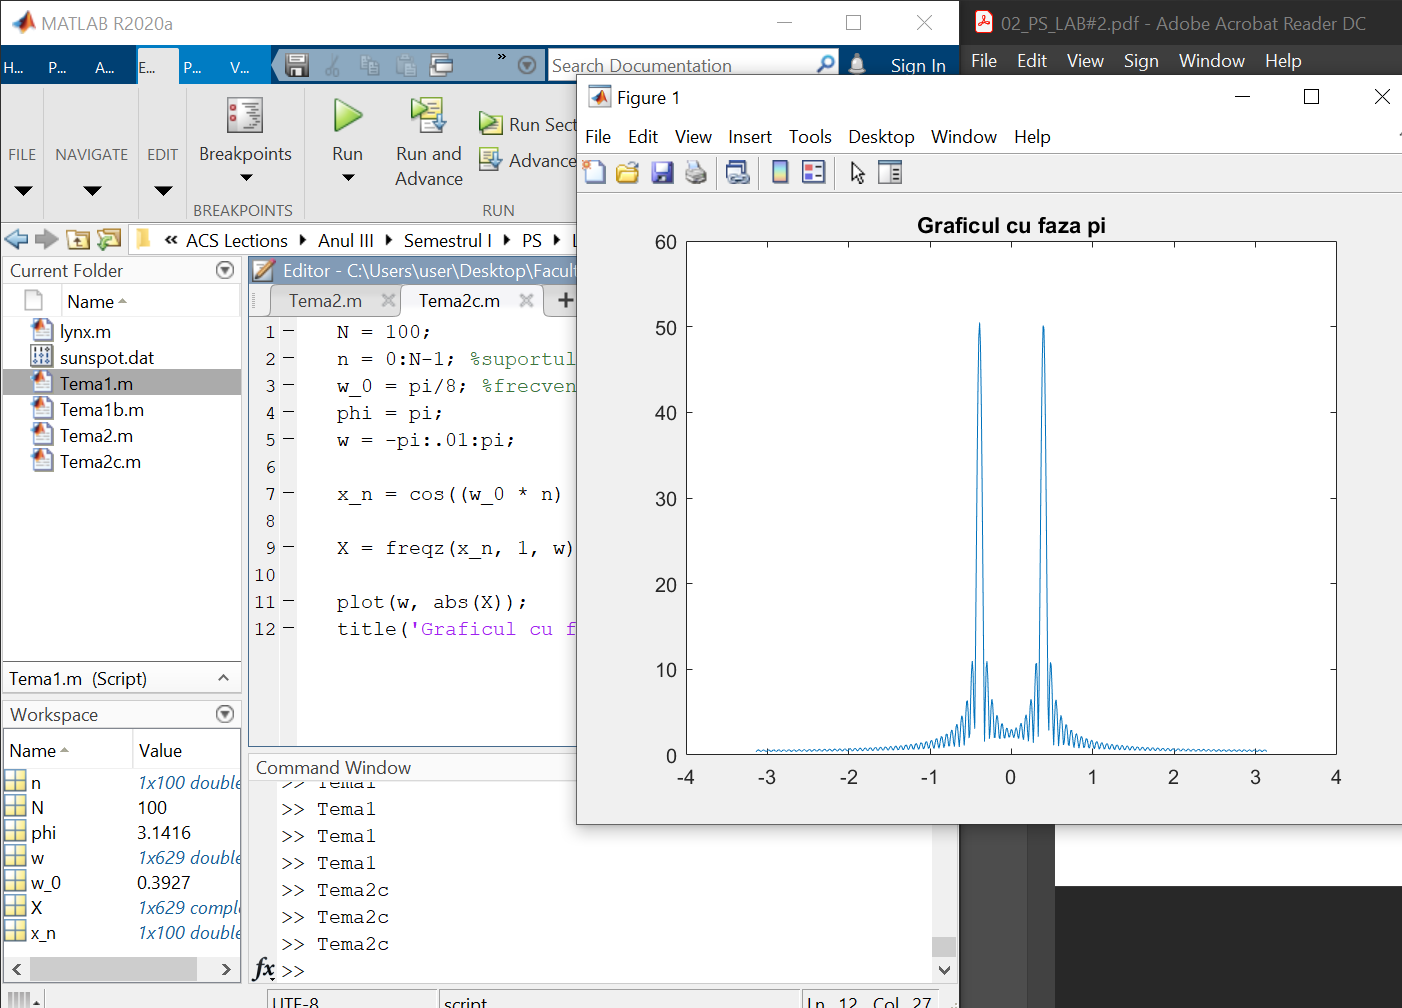 MATLAB R2020a
H... P... A... E... P... V...
Search Documentation
Sign In
FILE
NAVIGATE
EDIT
Breakpoints
BREAKPOINTS
Run
Run and
Advance
Run Sect
Advance
RUN
« ACS Lections Anul III Semestrul I PS
Current Folder
Name
lynx.m
sunspot.dat
Tema1.m
Tema1b.m
Tema2.m
Tema2c.m
Tema1.m (Script)
Workspace
Name Value
n 1x100 double
N 100
phi 3.1416
w 1x629 double
w_0 0.3927
X 1x629 compl
x_n 1x100 double
Editor - C:\Users\user\Desktop\Facult
Tema2.m Tema2c.m
1 N = 100;
2 n = 0:N-1; %suportul
3 w_0 = pi/8; %frecven
4 phi = pi;
5 w = -pi:.01:pi;
6
7 x_n = cos((w_0 * n)
8
9 X = freqz(x_n, 1, w)
10
11 plot(w, abs(X));
12 title('Graficul cu f
Command Window
>> Tema1
>> Tema1
>> Tema1
>> Tema1
>> Tema2c
>> Tema2c
>> Tema2c
fx >>
UTF-8
script
Ln 12 Col 27
02_PS_LAB#2.pdf - Adobe Acrobat Reader DC
File Edit View Sign Window Help
Figure 1
File Edit View Insert Tools Desktop Window Help
Graficul cu faza pi
60
50
40
30
20
10
0
-4 -3 -2 -1 0 1 2 3 4